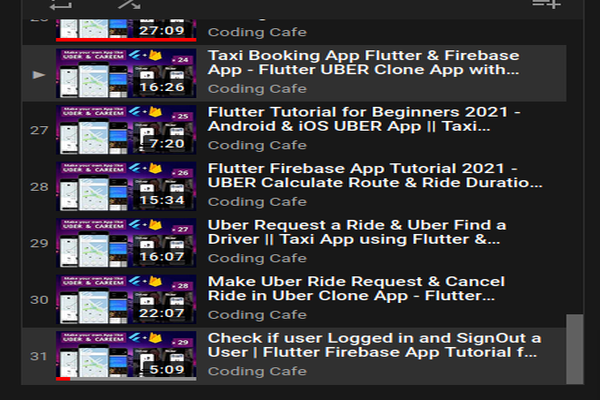 27:09
Coding Cafe
Make your own App like
UBER & CAREEM
24
16:26
Taxi Booking App Flutter & Firebase
App - Flutter UBER Clone App with...
Coding Cafe
27
Make your own App like
UBER & CAREEM
25
7:20
Flutter Tutorial for Beginners 2021 -
Android & iOS UBER App || Taxi...
Coding Cafe
28
Make your own App like
UBER & CAREEM
26
15:34
Flutter Firebase App Tutorial 2021 -
UBER Calculate Route & Ride Duratio...
Coding Cafe
29
Make your own App like
UBER & CAREEM
27
16:07
Uber Request a Ride & Uber Find a
Driver || Taxi App using Flutter &...
Coding Cafe
30
Make your own App like
UBER & CAREEM
28
22:07
Make Uber Ride Request & Cancel
Ride in Uber Clone App - Flutter...
Coding Cafe
31
Make your own App like
UBER & CAREEM
29
5:09
Check if user Logged in and SignOut a
User | Flutter Firebase App Tutorial f...
Coding Cafe